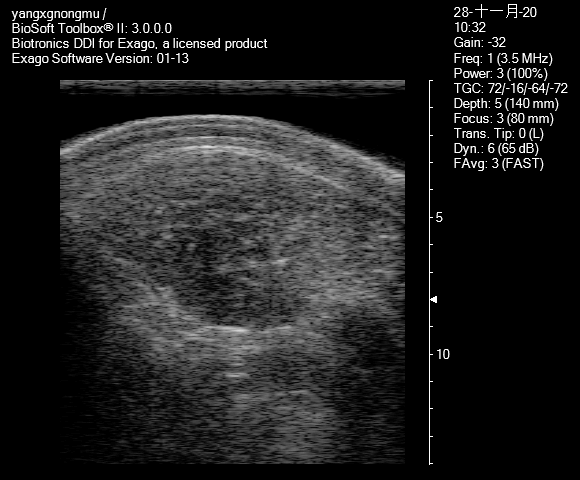 yangxgnongmu /
BioSoft Toolbox® II: 3.0.0.0
Biotronics DDI for Exago, a licensed product
Exago Software Version: 01-13
28-十一月-20
10:32
Gain: -32
Freq: 1 (3.5 MHz)
Power: 3 (100%)
TGC: 72/-16/-64/-72
Depth: 5 (140 mm)
Focus: 3 (80 mm)
Trans. Tip: 0 (L)
Dyn.: 6 (65 dB)
FAvg: 3 (FAST)
5
10